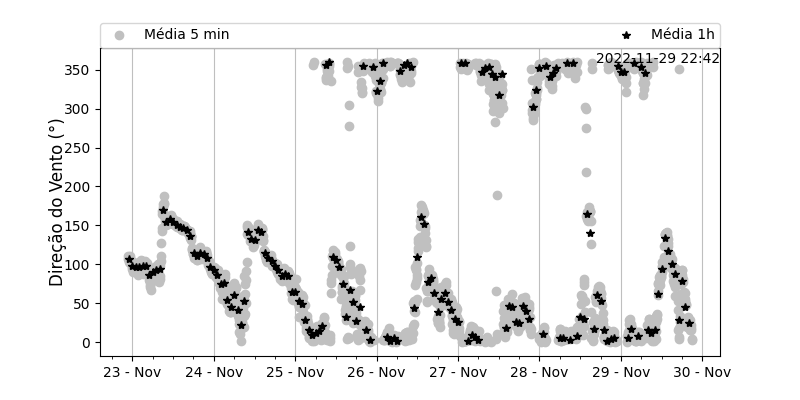 Média 5 min
Média 1h
2022-11-29 22:42
Direção do Vento (°)
350
300
250
200
150
100
50
0
23 - Nov
24 - Nov
25 - Nov
26 - Nov
27 - Nov
28 - Nov
29 - Nov
30 - Nov